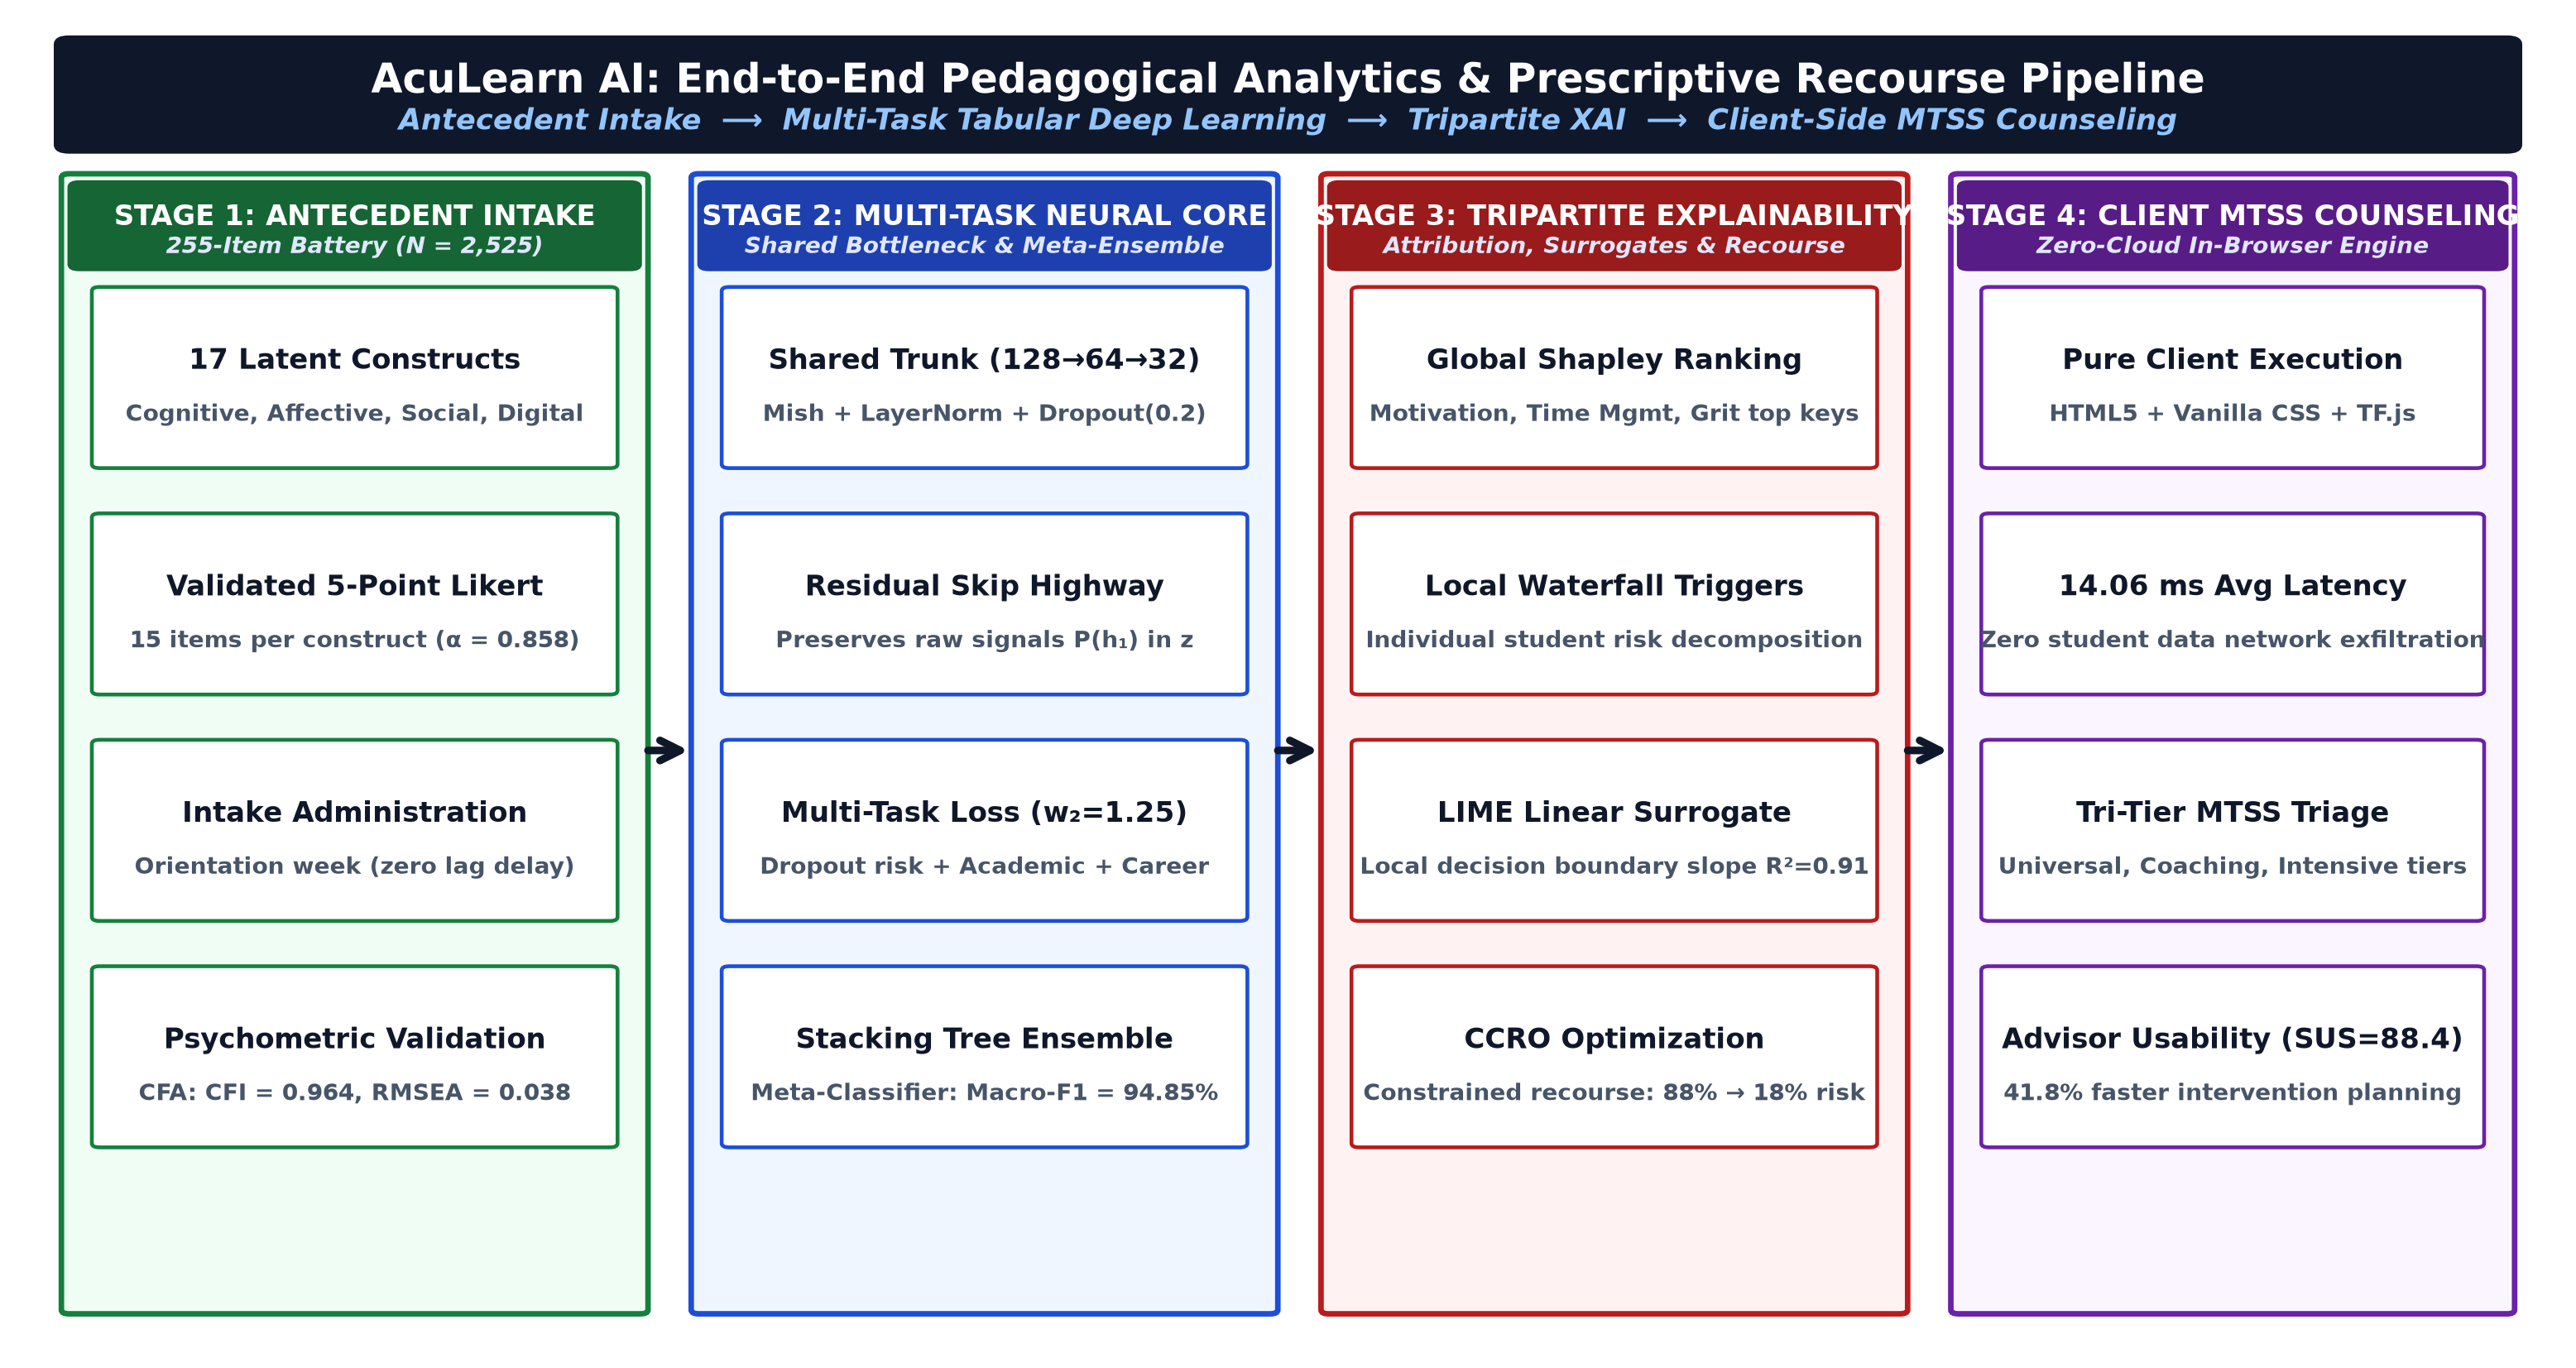 AcuLearn AI: End-to-End Pedagogical Analytics & Prescriptive Recourse Pipeline
Antecedent Intake ⟶ Multi-Task Tabular Deep Learning ⟶ Tripartite XAI ⟶ Client-Side MTSS Counseling
STAGE 1: ANTECEDENT INTAKE
255-Item Battery (N = 2,525)
17 Latent Constructs
Cognitive, Affective, Social, Digital
Validated 5-Point Likert
15 items per construct (α = 0.858)
Intake Administration
Orientation week (zero lag delay)
Psychometric Validation
CFA: CFI = 0.964, RMSEA = 0.038
STAGE 2: MULTI-TASK NEURAL CORE
Shared Bottleneck & Meta-Ensemble
Shared Trunk (128→64→32)
Mish + LayerNorm + Dropout(0.2)
Residual Skip Highway
Preserves raw signals P(h₁) in z
Multi-Task Loss (w₂=1.25)
Dropout risk + Academic + Career
Stacking Tree Ensemble
Meta-Classifier: Macro-F1 = 94.85%
STAGE 3: TRIPARTITE EXPLAINABILITY
Attribution, Surrogates & Recourse
Global Shapley Ranking
Motivation, Time Mgmt, Grit top keys
Local Waterfall Triggers
Individual student risk decomposition
LIME Linear Surrogate
Local decision boundary slope R²=0.91
CCRO Optimization
Constrained recourse: 88% → 18% risk
STAGE 4: CLIENT MTSS COUNSELING
Zero-Cloud In-Browser Engine
Pure Client Execution
HTML5 + Vanilla CSS + TF.js
14.06 ms Avg Latency
Zero student data network exfiltration
Tri-Tier MTSS Triage
Universal, Coaching, Intensive tiers
Advisor Usability (SUS=88.4)
41.8% faster intervention planning